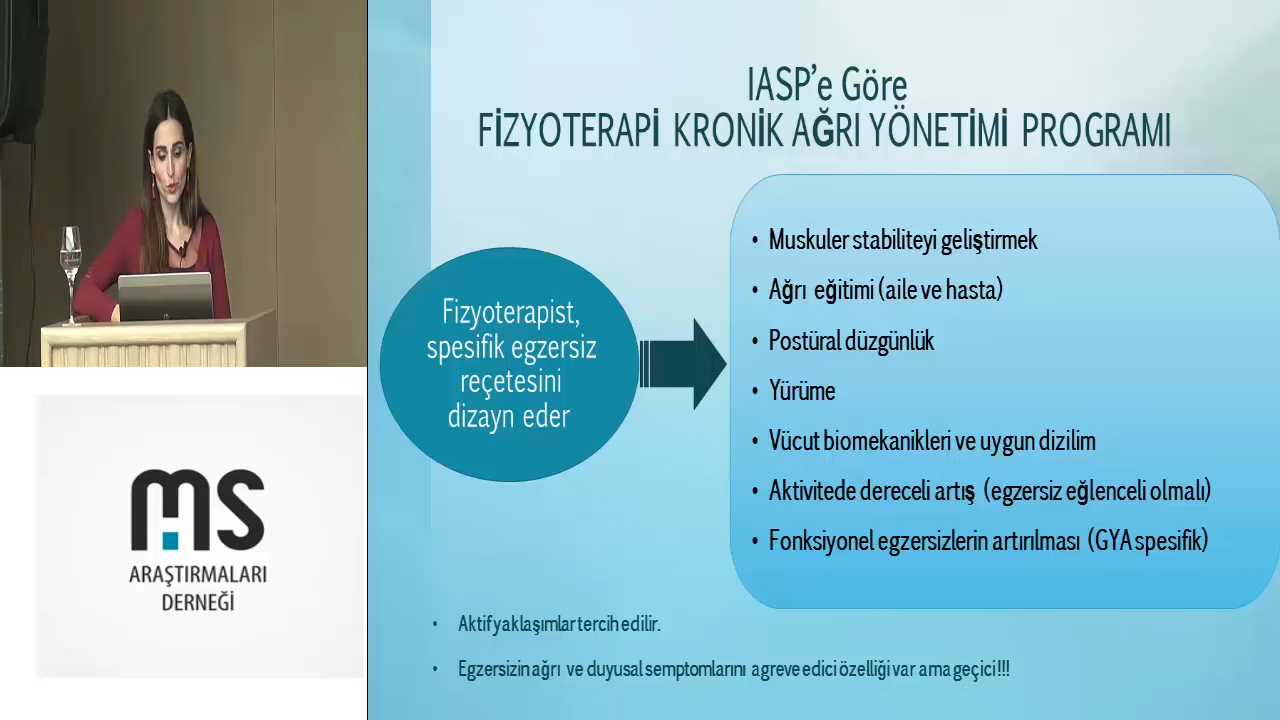 IASP'e Göre
FİZYOTERAPİ KRONİK AĞRI YÖNETİMİ PROGRAMI
Fizyoterapist,
spesifik egzersiz
reçetesini
dizayn eder
• Muskuler stabiliteyi geliştirmek
• Ağrı eğitimi (aile ve hasta)
• Postüral düzgünlük
• Yürüme
• Vücut biomekanikleri ve uygun dizilim
• Aktivitede dereceli artış (egzersiz eğlenceli olmalı)
• Fonksiyonel egzersizlerin artırılması (GYA spesifik)
• Aktif yaklaşımlar tercih edilir.
• Egzersizin ağrı ve duyusal semptomlarını agreve edici özelliği var ama geçici!!!
MS
ARAŞTIRMALARI
DERNEĞİ